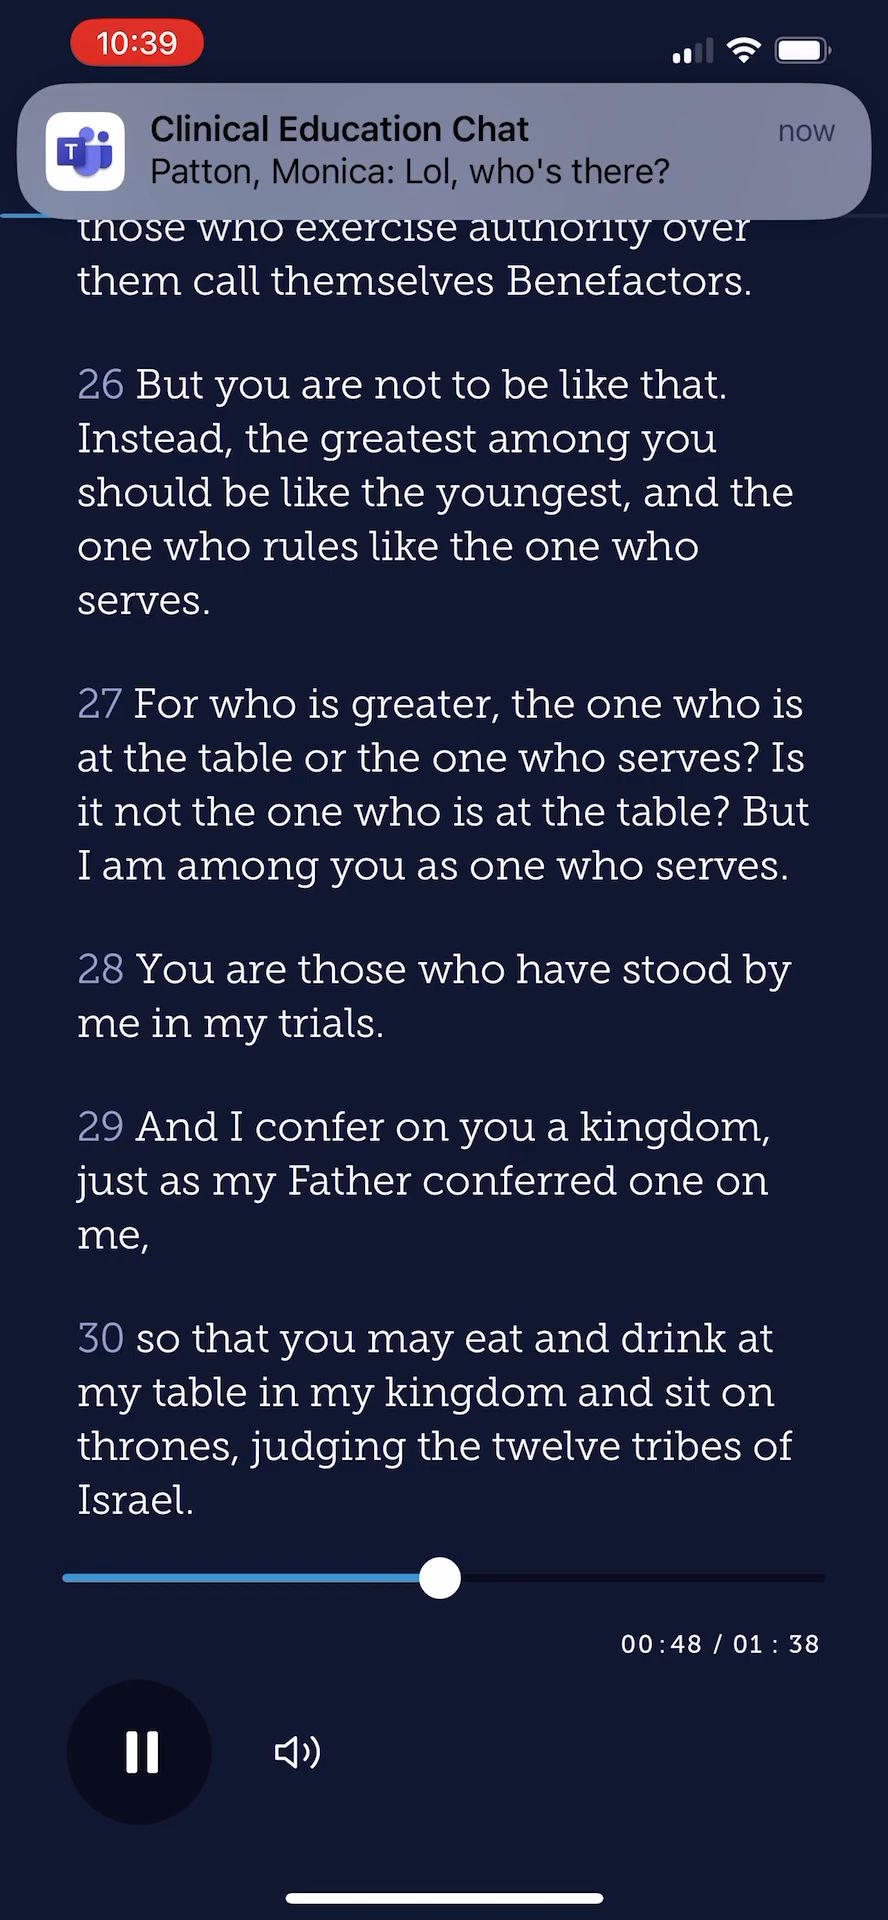 10:39
Clinical Education Chat
now
T
Patton, Monica: Lol, who's there?
those who exercise authority over
them call themselves Benefactors.
26 But you are not to be like that.
Instead, the greatest among you
should be like the youngest, and the
one who rules like the one who
serves.
27 For who is greater, the one who is
at the table or the one who serves? Is
it not the one who is at the table? But
I am among you as one who serves.
28 You are those who have stood by
me in my trials.
29 And I confer on you a kingdom,
just as my Father conferred one on
me,
30 so that you may eat and drink at
my table in my kingdom and sit on
thrones, judging the twelve tribes of
Israel.
00:48 / 01:38